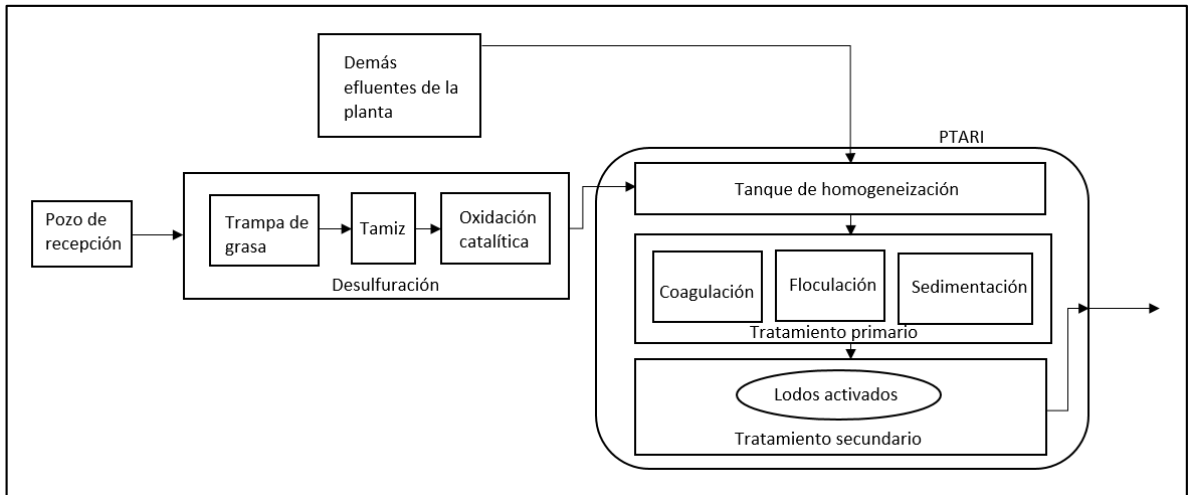 Demás
efluentes de la
planta
PTARI
Tanque de homogeneización
Pozo de
recepción
Trampa de
grasa
Tamiz
Oxidación
catalítica
Desulfuración
Coagulación
Floculación
Sedimentación
Tratamiento primario
Lodos activados
Tratamiento secundario